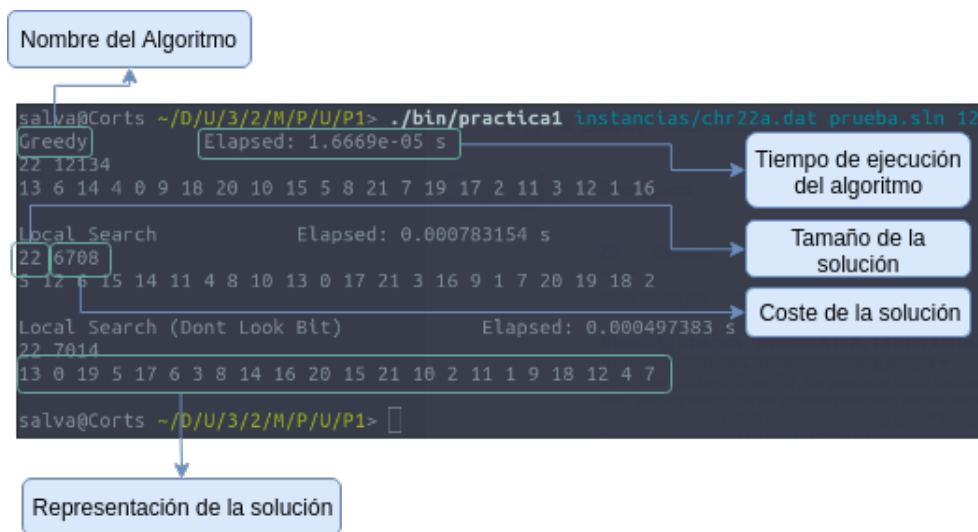 Nombre del Algoritmo
salva@Corts ~/D/U/3/2/M/P/U/P1> ./bin/practica1 instancias/chr22a.dat prueba.sln 12
Greedy Elapsed: 1.6669e-05 s
22 12134
13 6 14 4 0 9 18 20 10 15 5 8 21 7 19 17 2 11 3 12 1 16
Tiempo de ejecución
del algoritmo
Local Search Elapsed: 0.000783154 s
22 6708
5 12 6 15 14 11 4 8 10 13 0 17 21 3 16 9 1 7 20 19 18 2
Tamaño de la
solución
Coste de la solución
Local Search (Dont Look Bit) Elapsed: 0.000497383 s
22 7014
13 0 19 5 17 6 3 8 14 16 20 15 21 10 2 11 1 9 18 12 4 7
salva@Corts ~/D/U/3/2/M/P/U/P1>
Representación de la solución